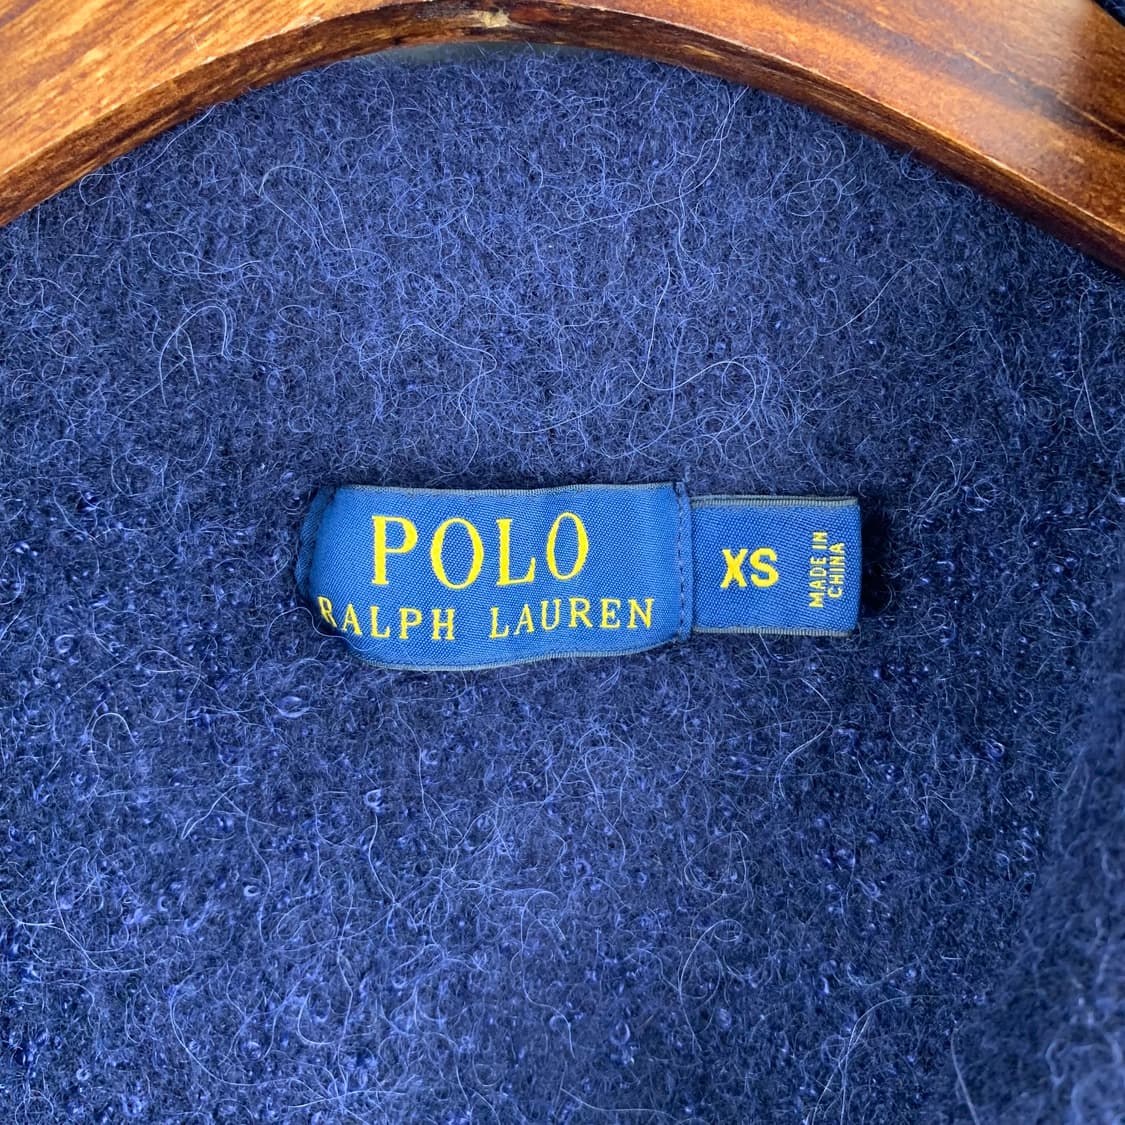 POLO
RALPH LAUREN
XS
MADE IN
CHINA